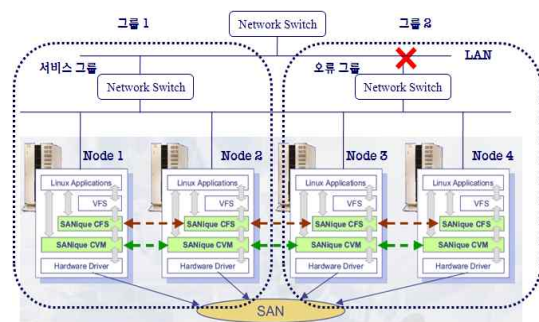 그룹 1
Network Switch
그룹 2
서비스 그룹
오류 그룹
LAN
Network Switch
Network Switch
Node 1
Node 2
Node 3
Node 4
Linux Applications
VFS
SANique CFS
SANique CVM
Hardware Driver
Linux Applications
VFS
SANique CFS
SANique CVM
Hardware Driver
Linux Applications
VFS
SANique CFS
SANique CVM
Hardware Driver
Linux Applications
VFS
SANique CFS
SANique CVM
Hardware Driver
SAN